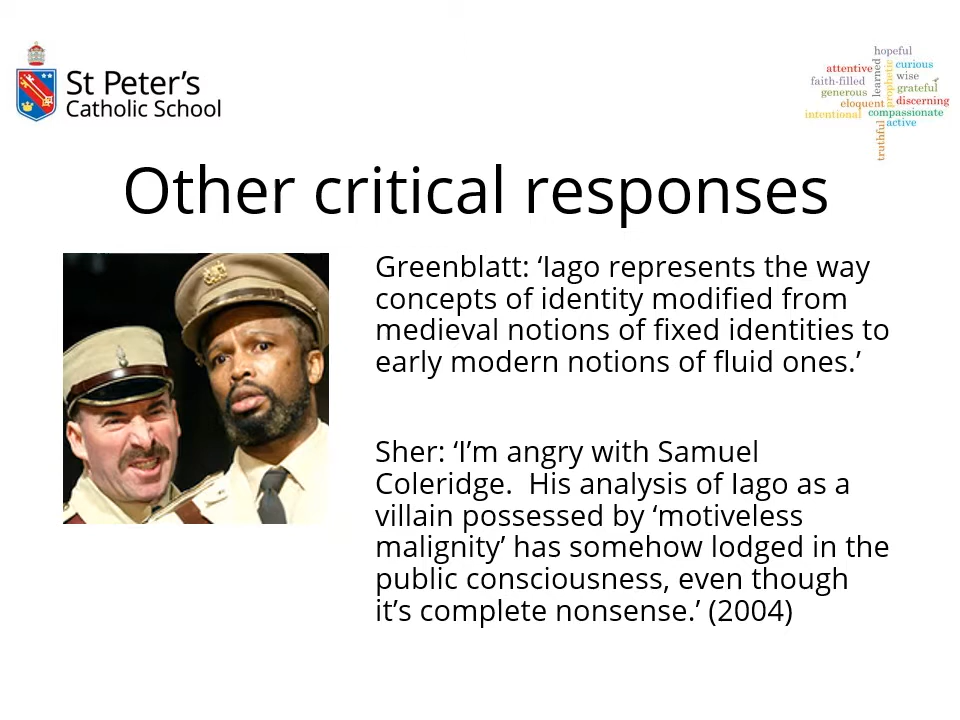 St Peter’s
Catholic School
hopeful
attentive
learned
prophetic
curious
faith-filled
wise
generous
grateful
eloquent
discerning
intentional
compassionate
active
truthful
Other critical responses
Greenblatt: ‘Iago represents the way
concepts of identity modified from
medieval notions of fixed identities to
early modern notions of fluid ones.’
Sher: ‘I’m angry with Samuel
Coleridge.  His analysis of Iago as a
villain possessed by ‘motiveless
malignity’ has somehow lodged in the
public consciousness, even though
it’s complete nonsense.’ (2004)